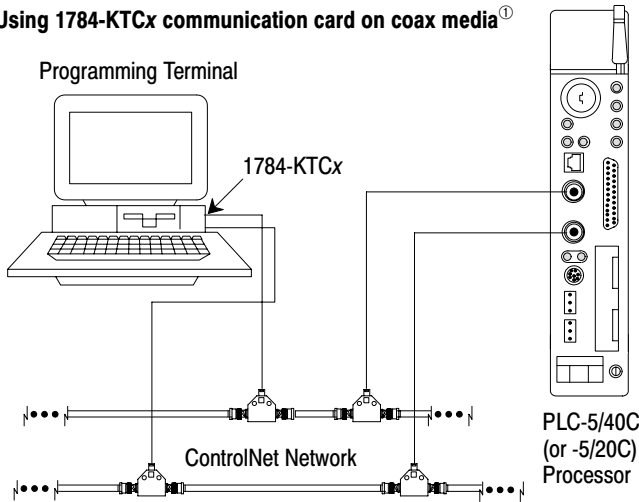 Using 1784-KTCx communication card on coax media①
Programming Terminal
1784-KTCx
ControlNet Network
PLC-5/40C
(or -5/20C)
Processor